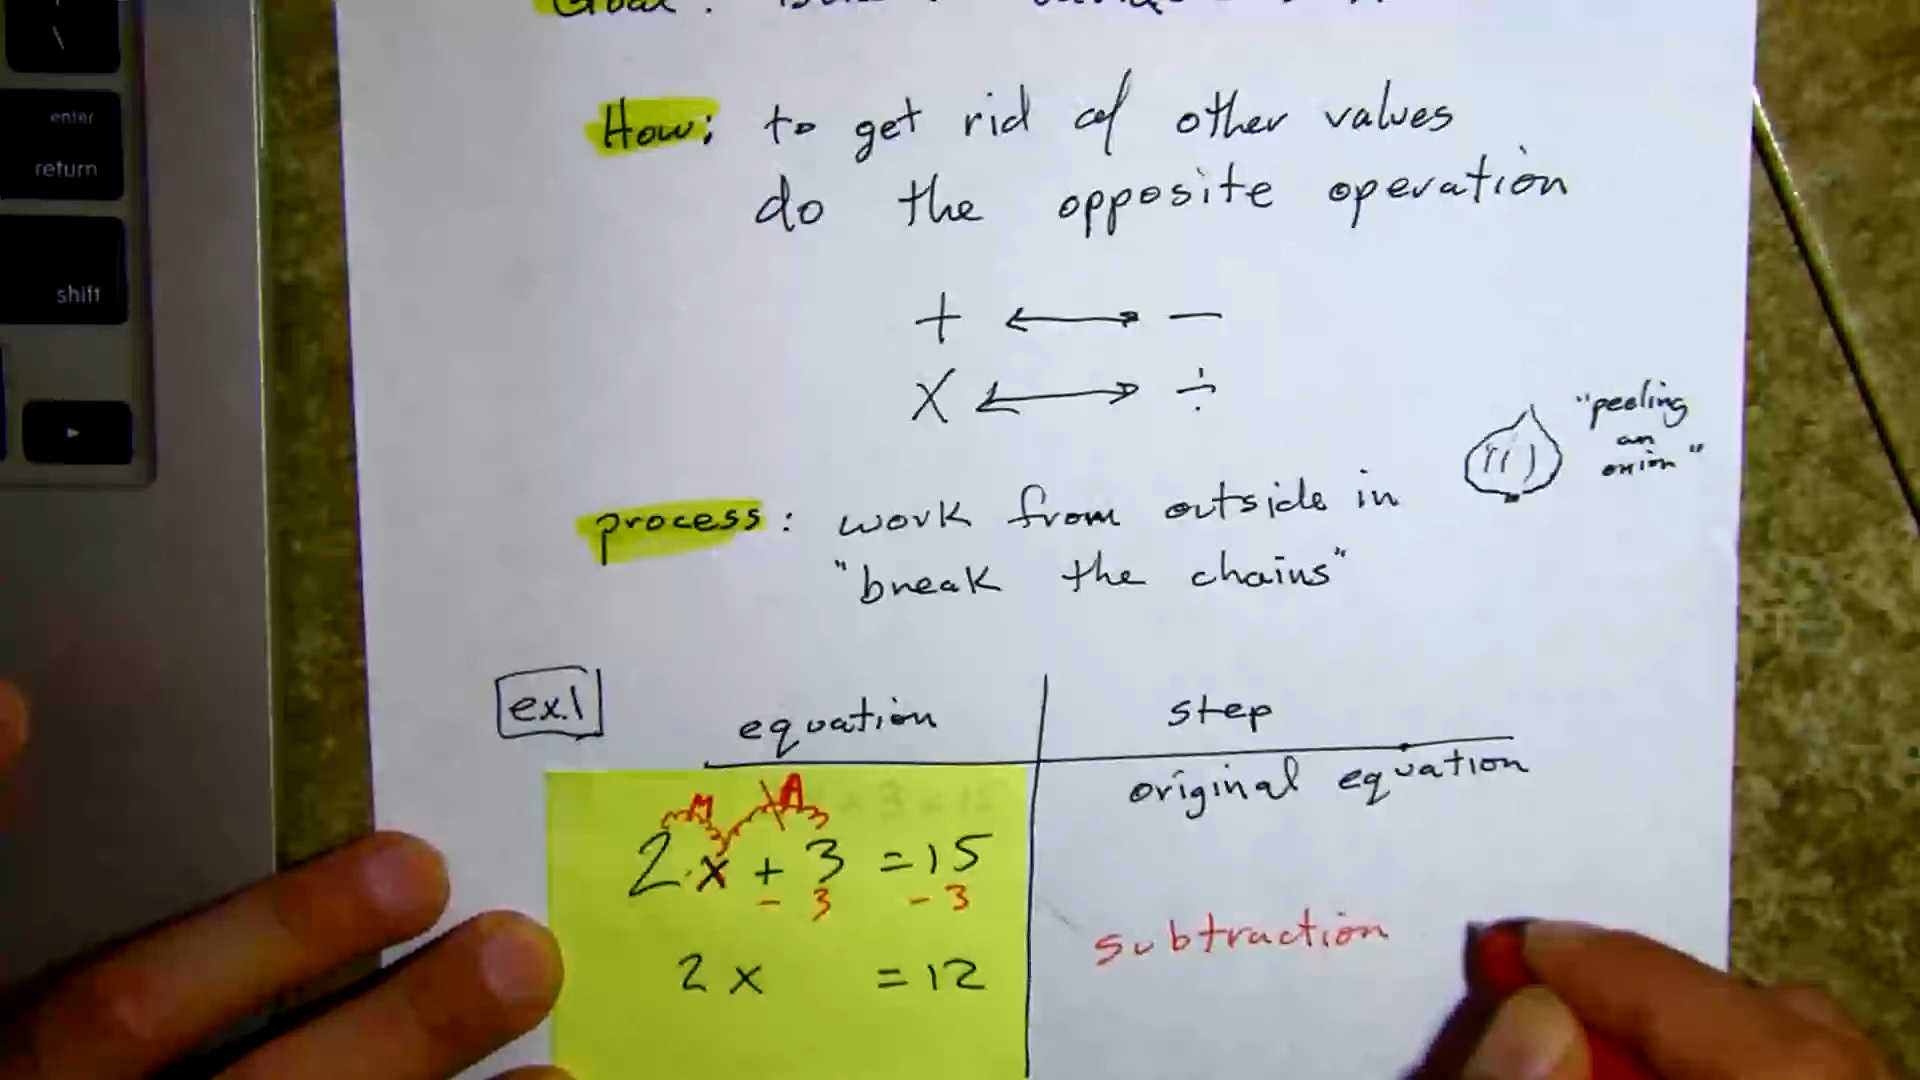 \
enter
return
shift
Goal:
How: to get rid of other values
do the opposite operation
+ ↔ −
X ↔ ÷
"peeling
an
onion"
process: work from outside in
"break the chains"
ex.1
equation step
original equation
M A
2·x + 3 = 15
− 3 − 3
subtraction
2x = 12